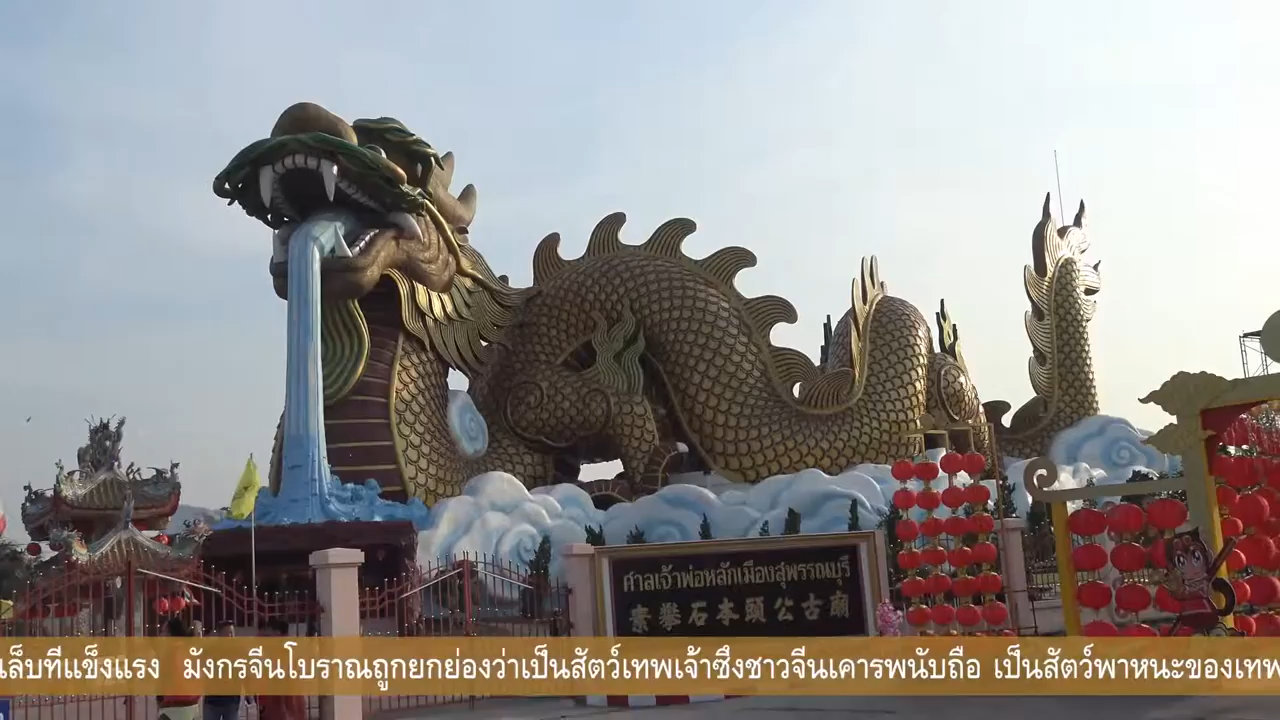 ศาลเจ้าพ่อหลักเมืองสุพรรณบุรี
索攀石本頭公古廟
เล็บที่แข็งแรง มังกรจีนโบราณถูกยกย่องว่าเป็นสัตว์เทพเจ้าซึ่งชาวจีนเคารพนับถือ เป็นสัตว์พาหนะของเทพ